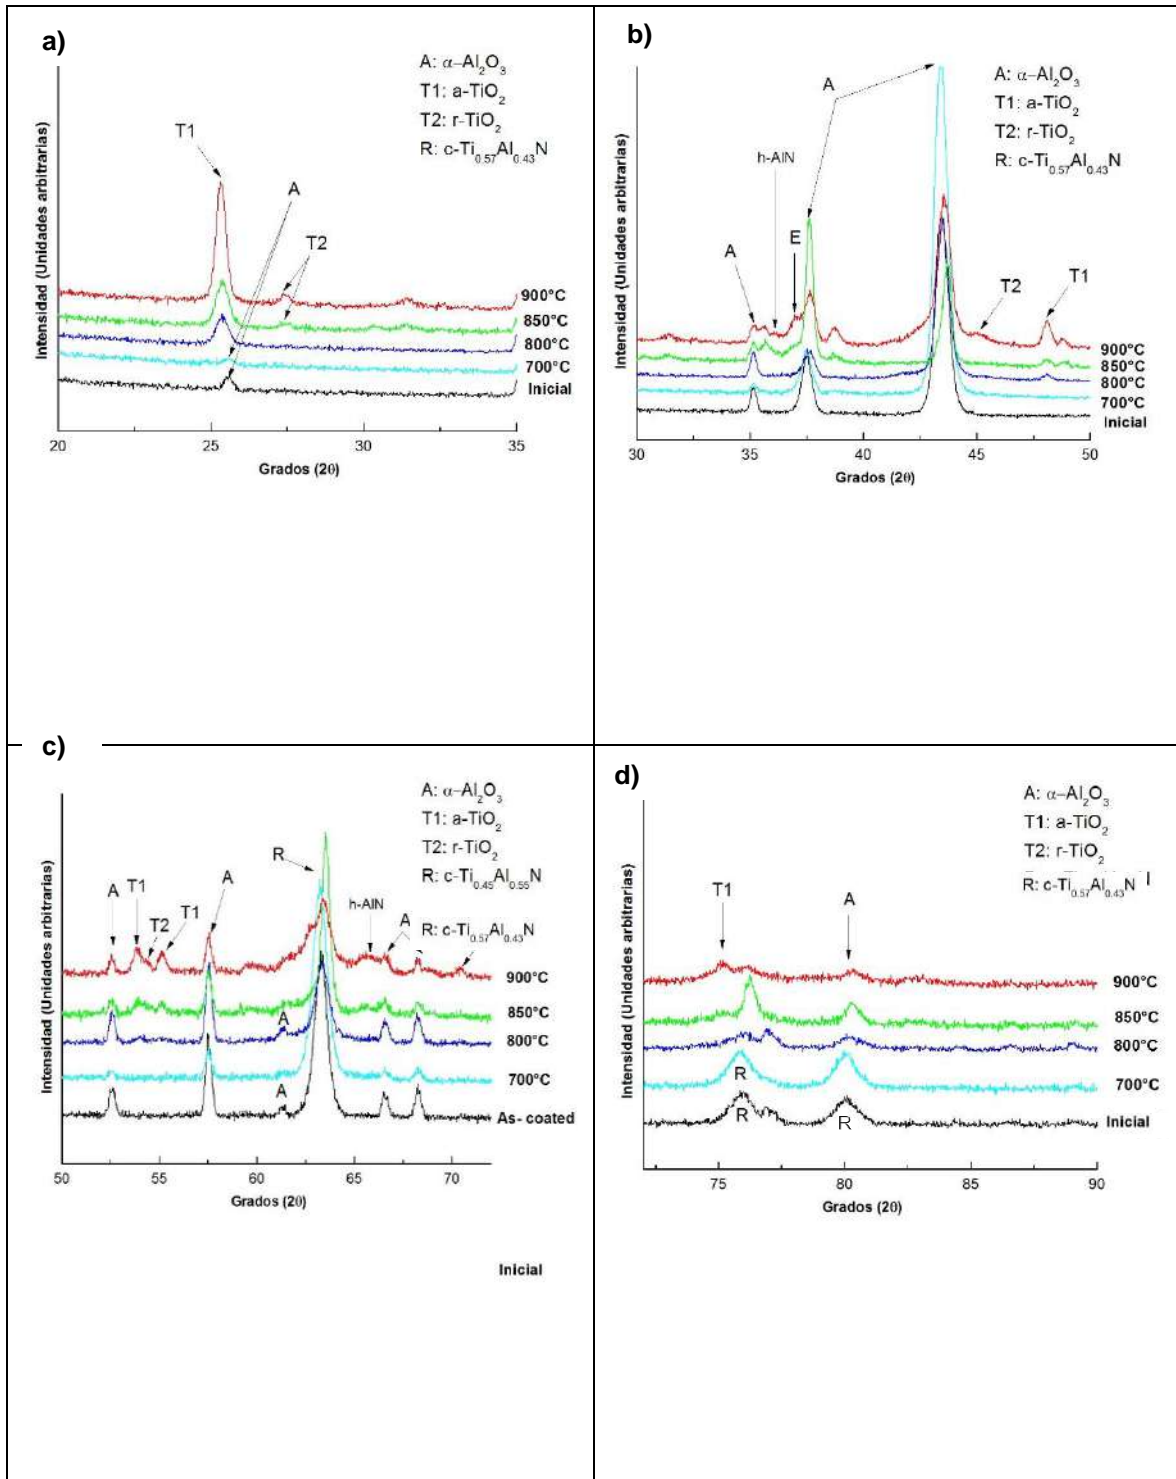 a)
A: α–Al2O3
T1: a-TiO2
T2: r-TiO2
R: c-Ti0.57Al0.43N
T1
A
T2
900°C
850°C
800°C
700°C
Inicial
Intensidad (Unidades arbitrarias)
20 25 30 35
Grados (2θ)
b)
A: α–Al2O3
T1: a-TiO2
T2: r-TiO2
R: c-Ti0.57Al0.43N
A
h-AlN
E
A
T2
T1
900°C
850°C
800°C
700°C
Inicial
Intensidad (Unidades arbitrarias)
30 35 40 45 50
Grados (2θ)
c)
A: α–Al2O3
T1: a-TiO2
T2: r-TiO2
R: c-Ti0.45Al0.55N
R: c-Ti0.57Al0.43N
A
T1
T2
T1
A
R
h-AlN
A
900°C
850°C
A
800°C
700°C
A
As- coated
Intensidad (Unidades arbitrarias)
50 55 60 65 70
Grados (2θ)
Inicial
d)
A: α–Al2O3
T1: a-TiO2
T2: r-TiO2
R: c-Ti0.57Al0.43N
T1
A
900°C
850°C
800°C
700°C
R
Inicial
R
R
Intensidad (Unidades arbitrarias)
75 80 85 90
Grados (2θ)